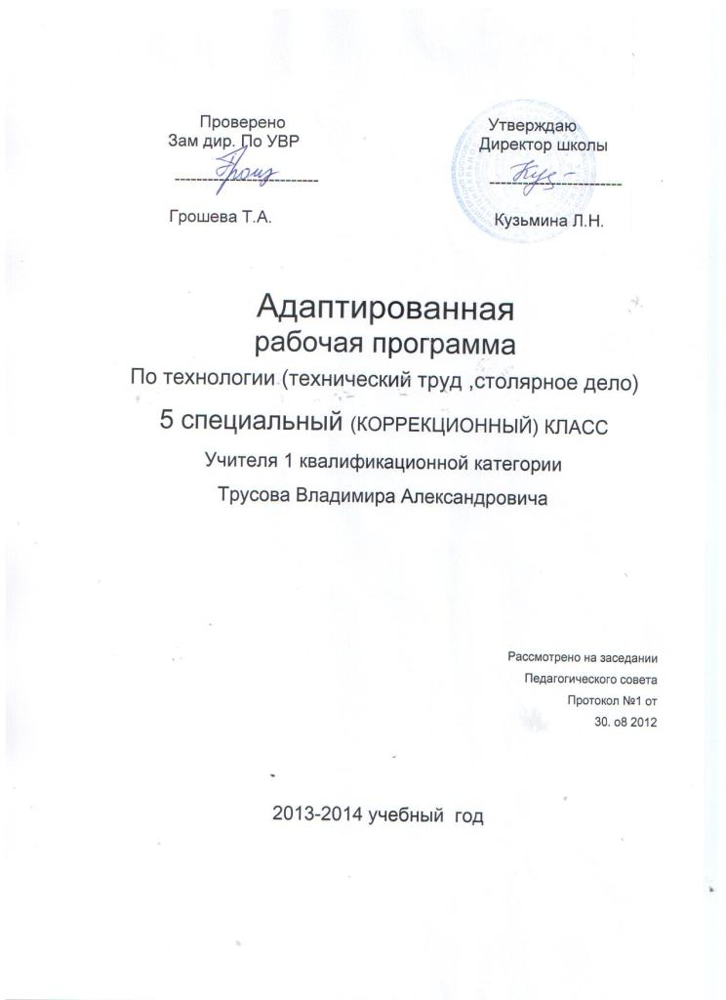 Проверено
Зам дир. По УВР
Грошева Т.А.
Утверждаю
Директор школы
Кузьмина Л.Н.
Адаптированная
рабочая программа
По технологии (технический труд ,столярное дело)
5 специальный (КОРРЕКЦИОННЫЙ) КЛАСС
Учителя 1 квалификационной категории
Трусова Владимира Александровича
Рассмотрено на заседании
Педагогического совета
Протокол №1 от
30. о8 2012
2013-2014 учебный  год